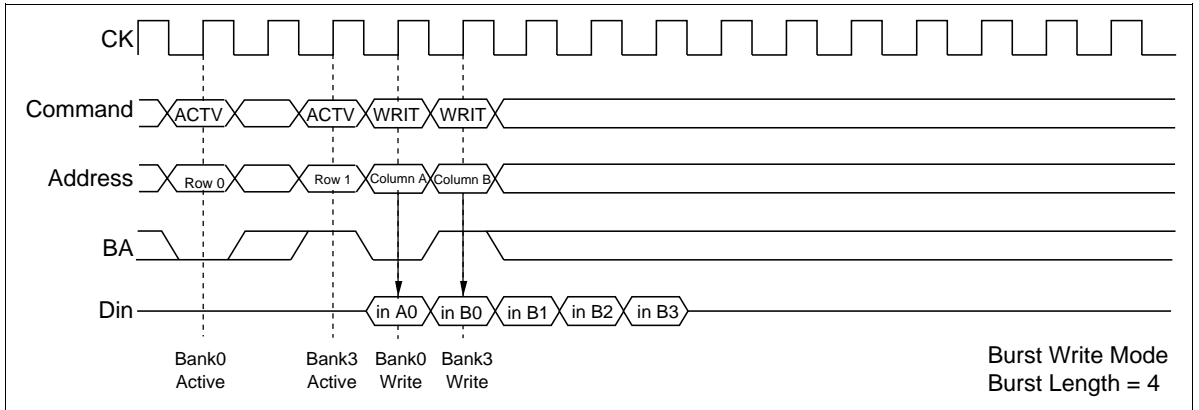 CK
Command ACTV ACTV WRIT WRIT
Address Row 0 Row 1 Column A Column B
BA
Din in A0 in B0 in B1 in B2 in B3
Bank0 Bank3 Bank0 Bank3
Active Active Write Write
Burst Write Mode
Burst Length = 4